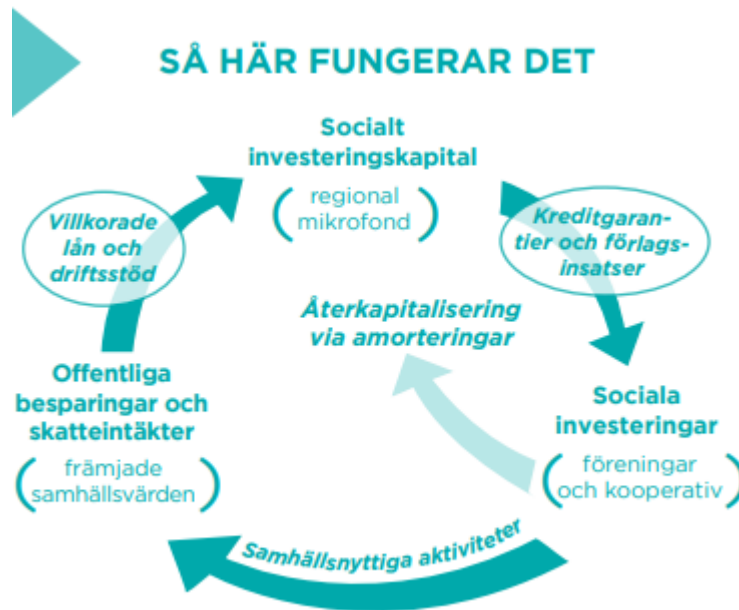 SÅ HÄR FUNGERAR DET
Socialt
investeringskapital
(regional
mikrofond)
Villkorade
lån och
driftsstöd
Kreditgaran-
tier och förlags-
insatser
Återkapitalisering
via amorteringar
Offentliga
besparingar och
skatteintäkter
(främjade
samhällsvärden)
Sociala
investeringar
(föreningar
och kooperativ)
Samhällsnyttiga aktiviteter